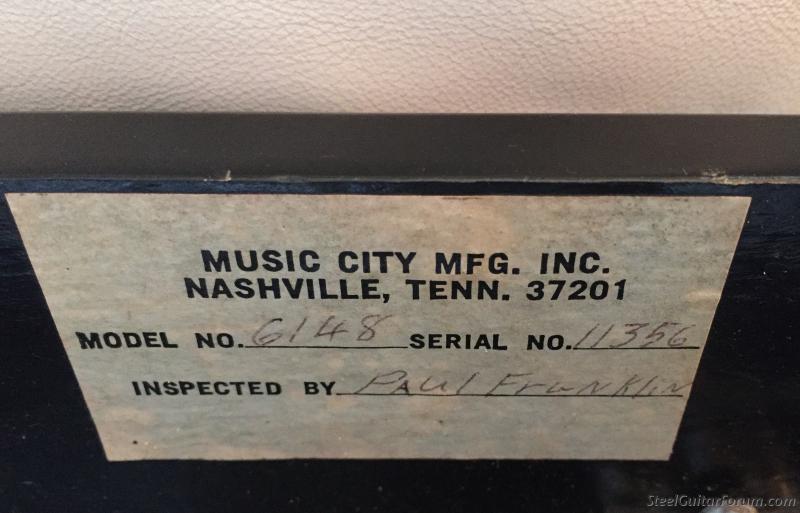 MUSIC CITY MFG. INC.
NASHVILLE, TENN. 37201
MODEL NO. 6148 SERIAL NO. 11356
INSPECTED BY Paul Franklin
SteelGuitarForum.com